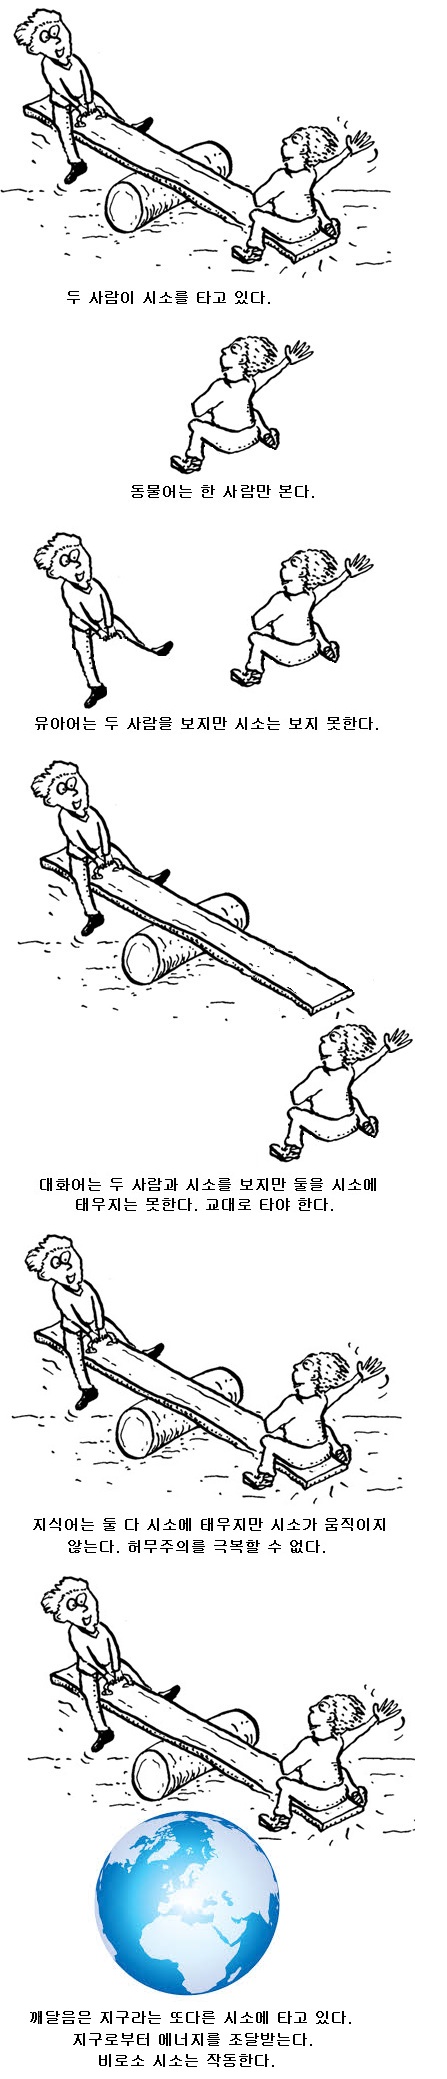 두 사람이 시소를 타고 있다.
동물어는 한 사람만 본다.
유아어는 두 사람을 보지만 시소는 보지 못한다.
대화어는 두 사람과 시소를 보지만 둘을 시소에
태우지는 못한다. 교대로 타야 한다.
지식어는 둘 다 시소에 태우지만 시소가 움직이지
않는다. 허무주의를 극복할 수 없다.
깨달음은 지구라는 또다른 시소에 타고 있다.
지구로부터 에너지를 조달받는다.
비로소 시소는 작동한다.